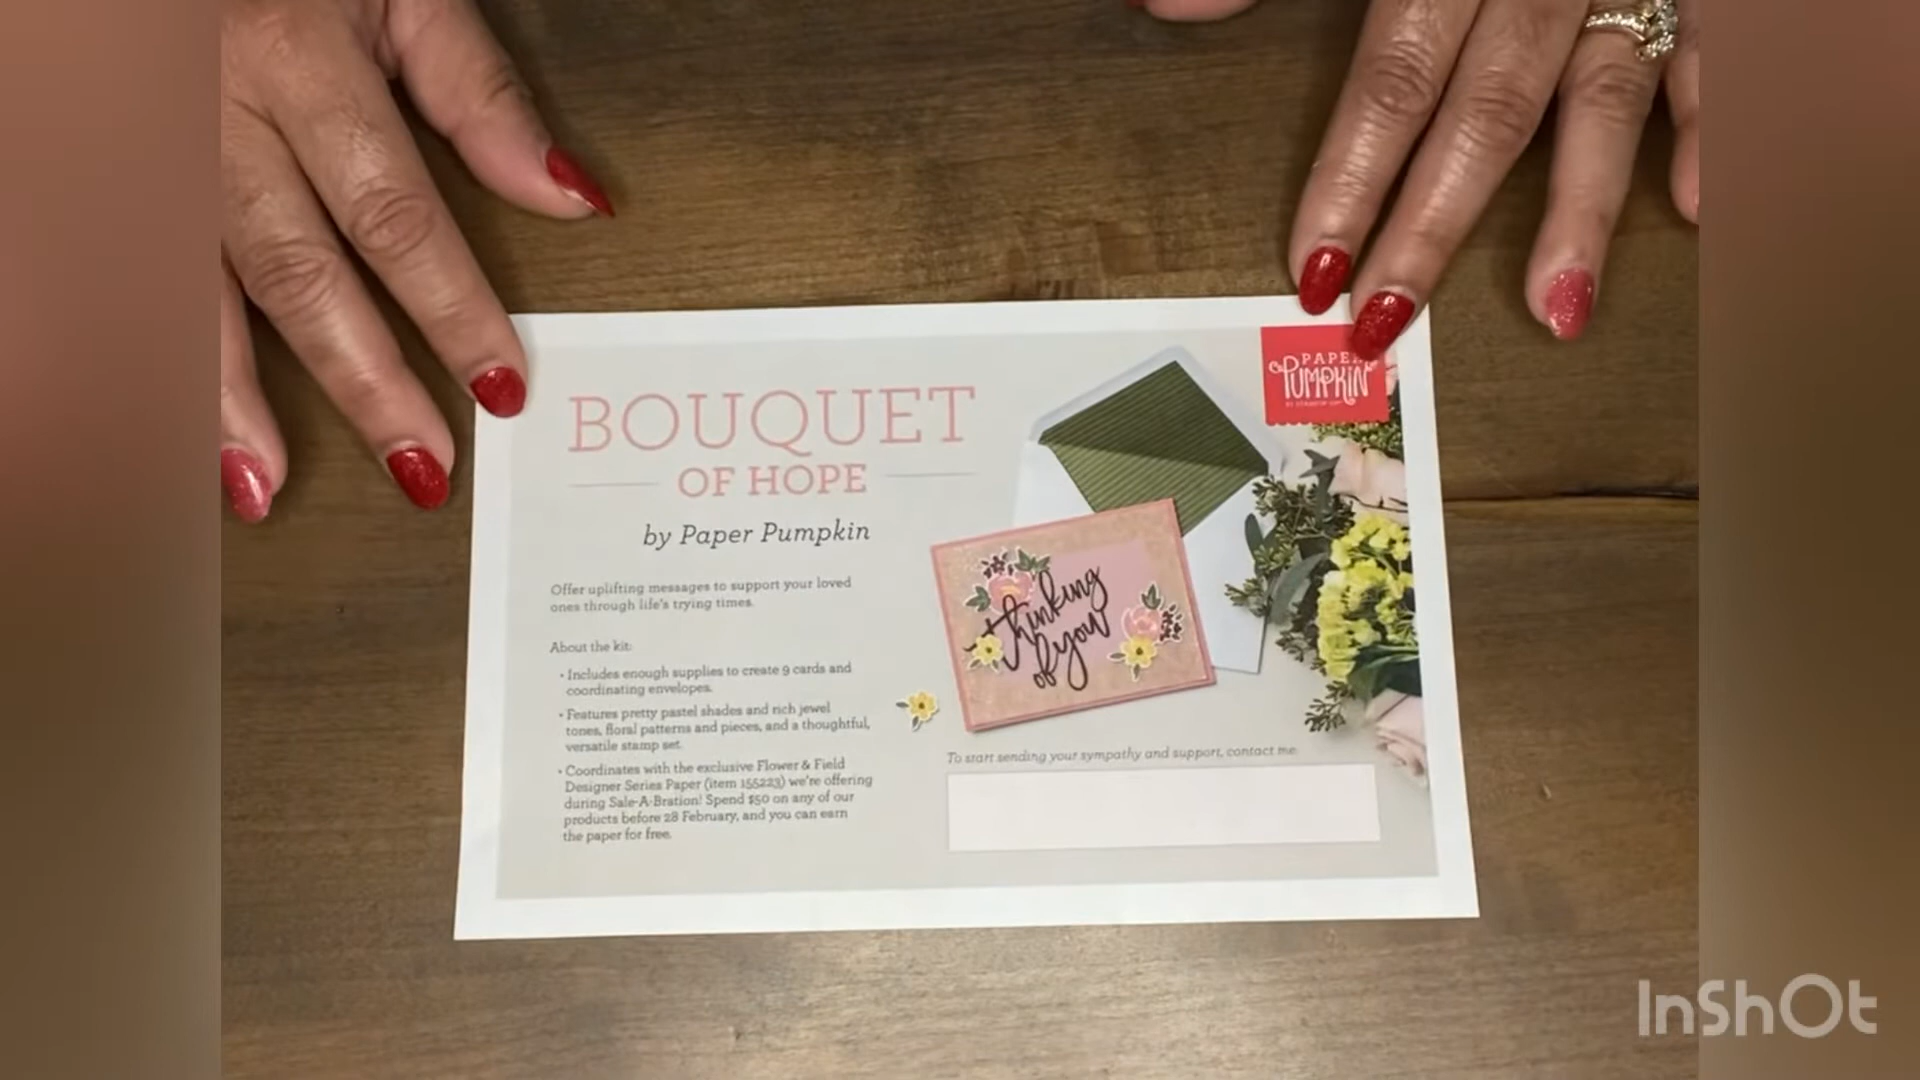 BOUQUET
OF HOPE
by Paper Pumpkin
Offer uplifting messages to support your loved
ones through life's trying times.
About the kit:
• Includes enough supplies to create 9 cards and
coordinating envelopes.
• Features pretty pastel shades and rich jewel
tones, floral patterns and pieces, and a thoughtful,
versatile stamp set.
• Coordinates with the exclusive Flower & Field
Designer Series Paper (item 155223) we're offering
during Sale-A-Bration! Spend $50 on any of our
products before 28 February, and you can earn
the paper for free.
PAPER
PUMPKIN
thinking
of you
To start sending your sympathy and support, contact me:
InShOt